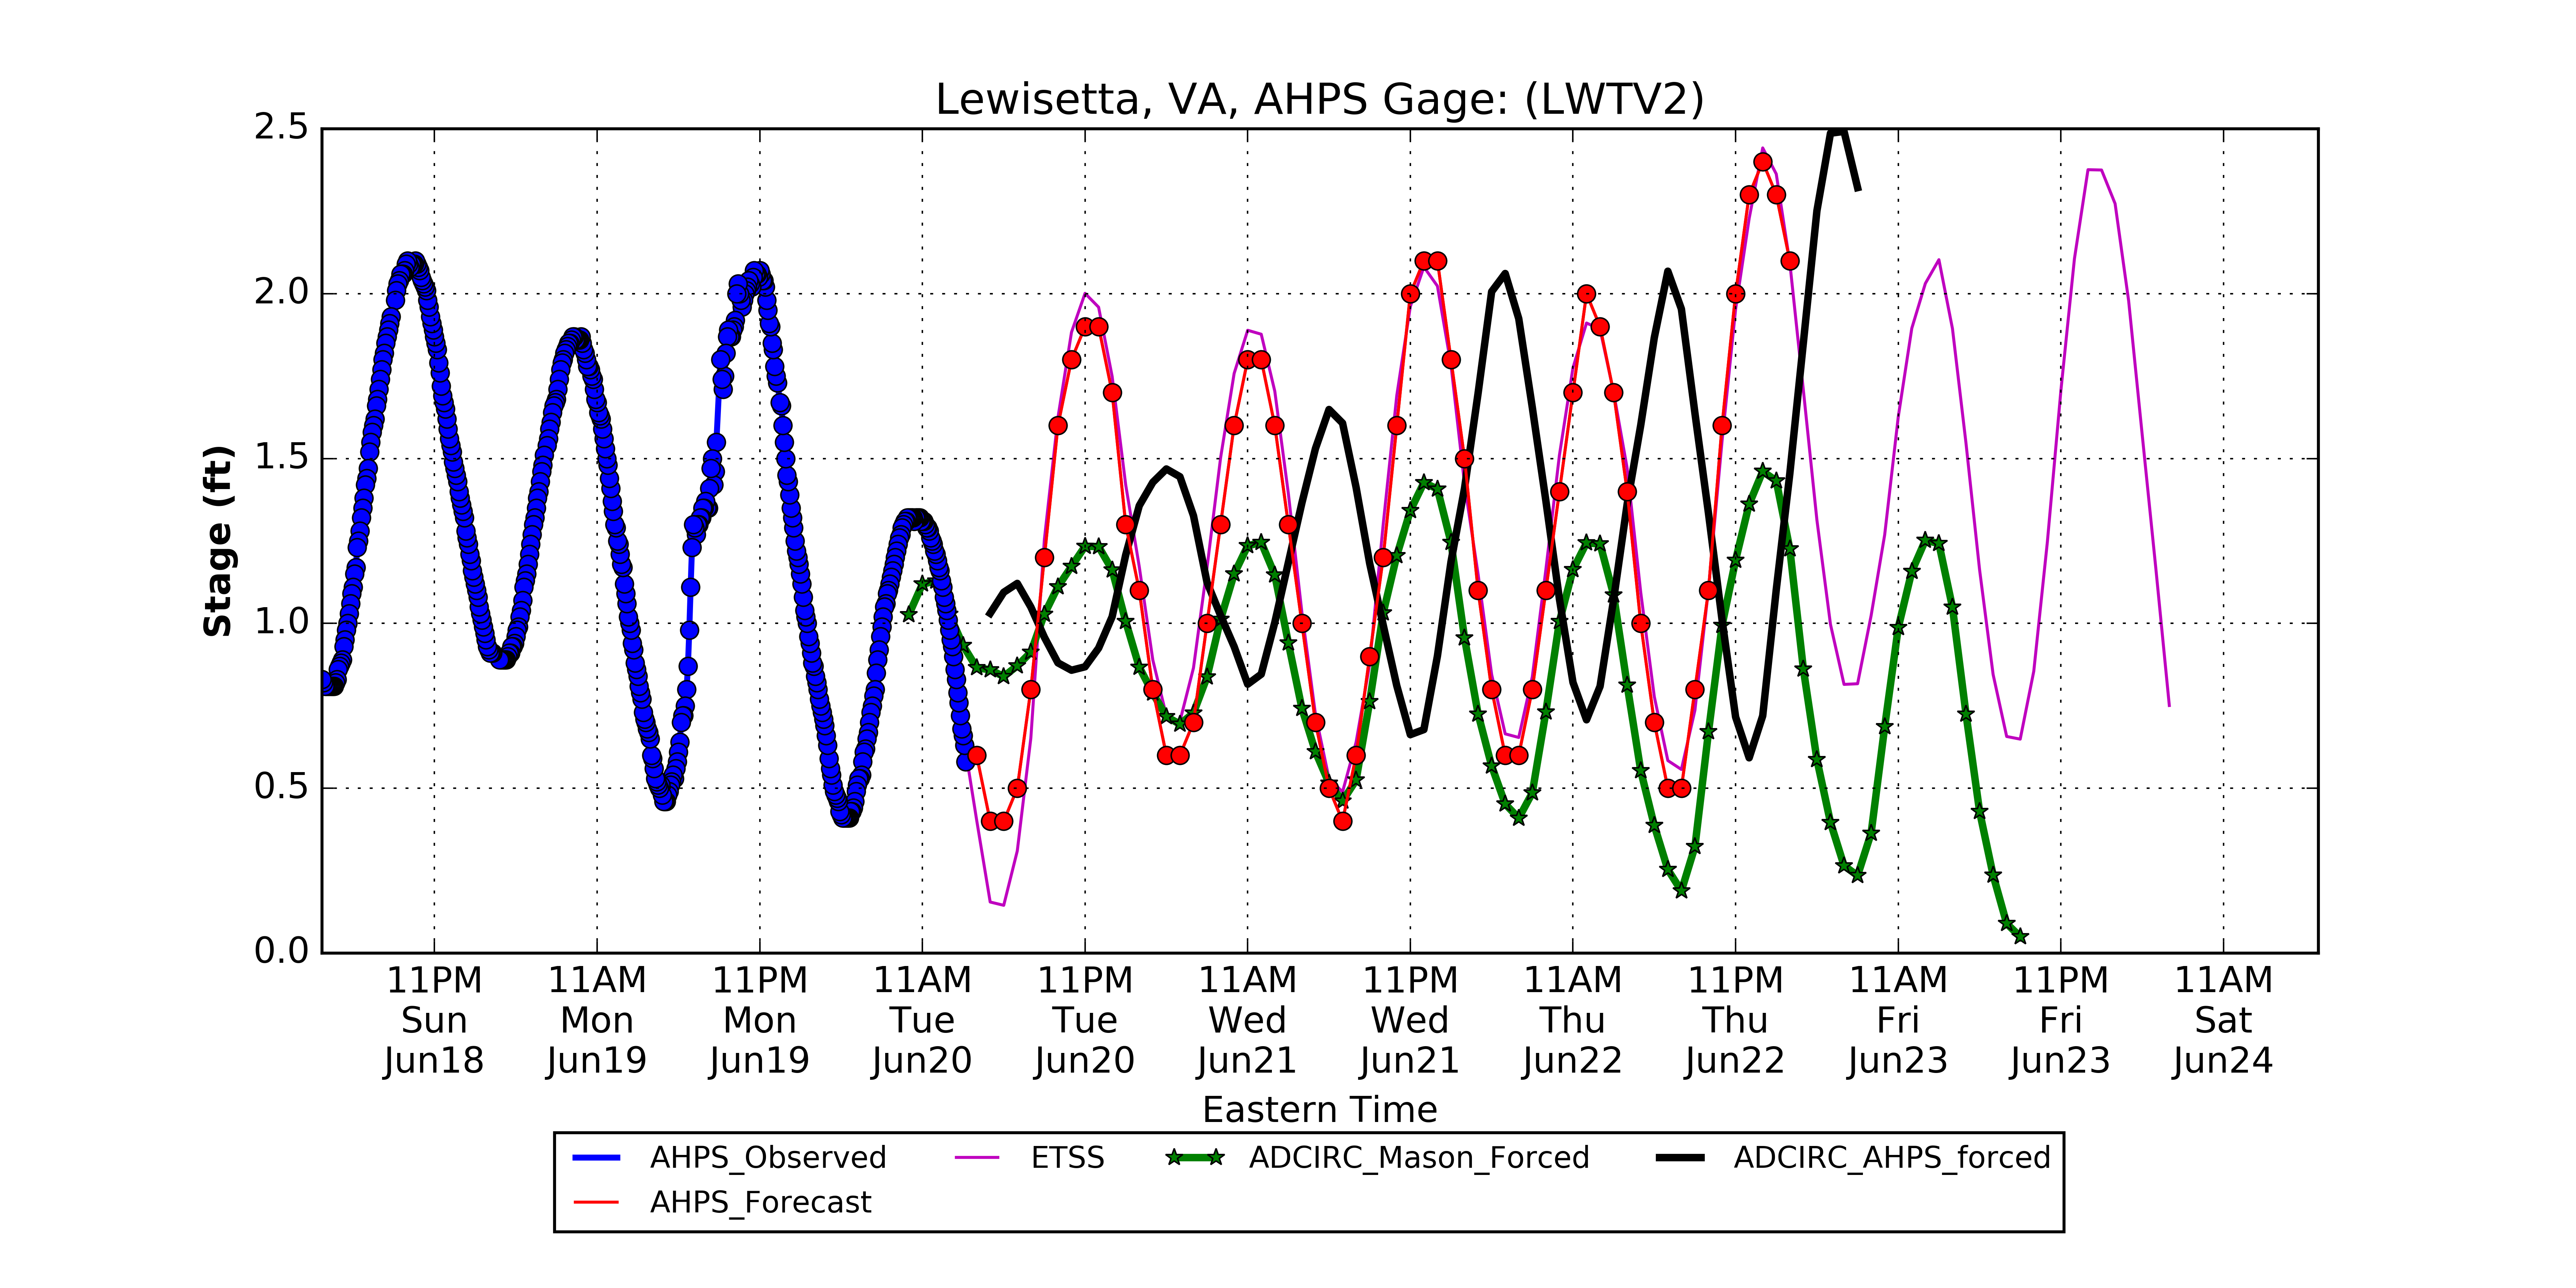 Lewisetta, VA, AHPS Gage: (LWTV2)
2.5
2.0
1.5
1.0
0.5
0.0
Stage (ft)
11PM 11AM 11PM 11AM 11PM 11AM 11PM 11AM 11PM 11AM 11PM 11AM
Sun Mon Mon Tue Tue Wed Wed Thu Thu Fri Fri Sat
Jun18 Jun19 Jun19 Jun20 Jun20 Jun21 Jun21 Jun22 Jun22 Jun23 Jun23 Jun24
Eastern Time
AHPS_Observed ETSS ADCIRC_Mason_Forced ADCIRC_AHPS_forced
AHPS_Forecast